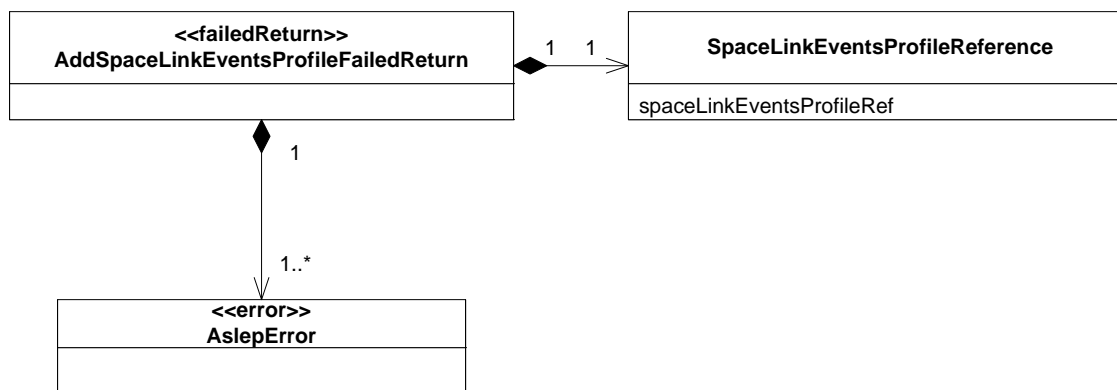 <<failedReturn>>
AddSpaceLinkEventsProfileFailedReturn
1 1
SpaceLinkEventsProfileReference
spaceLinkEventsProfileRef
1
1..*
<<error>>
AslepError